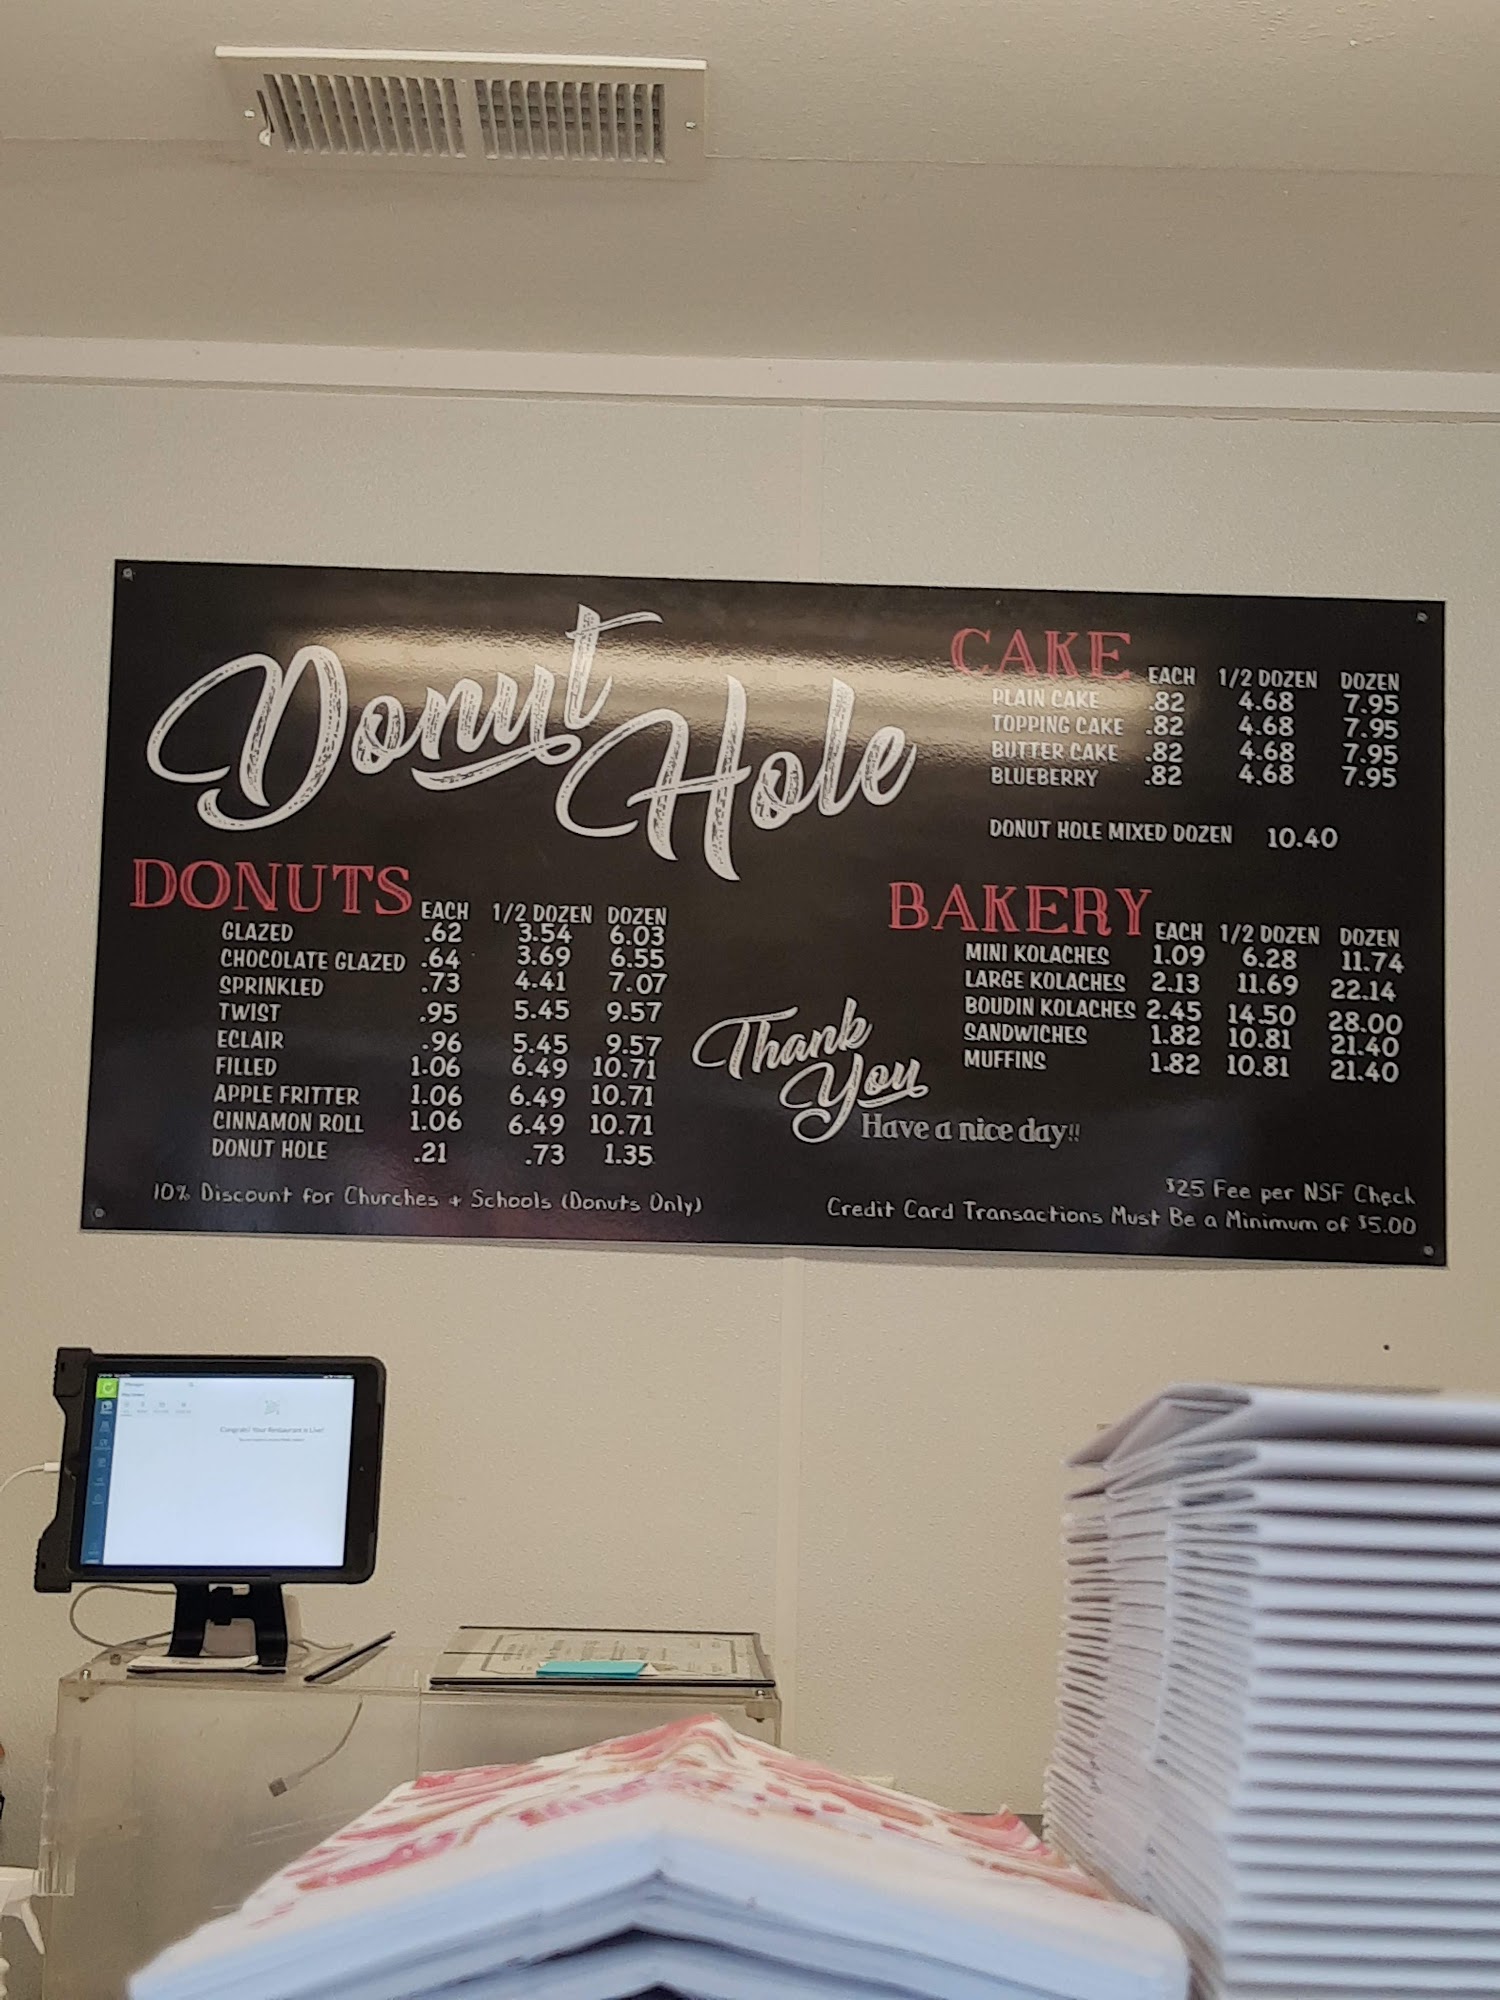 Donut Hole
DONUTS EACH 1/2 DOZEN DOZEN
GLAZED .62 3.54 6.03
CHOCOLATE GLAZED .64 3.69 6.55
SPRINKLED .73 4.41 7.07
TWIST .95 5.45 9.57
ECLAIR .96 5.45 9.57
FILLED 1.06 6.49 10.71
APPLE FRITTER 1.06 6.49 10.71
CINNAMON ROLL 1.06 6.49 10.71
DONUT HOLE .21 .73 1.35
10% Discount for Churches + Schools (Donuts Only)
CAKE EACH 1/2 DOZEN DOZEN
PLAIN CAKE .82 4.68 7.95
TOPPING CAKE .82 4.68 7.95
BUTTER CAKE .82 4.68 7.95
BLUEBERRY .82 4.68 7.95
DONUT HOLE MIXED DOZEN 10.40
BAKERY EACH 1/2 DOZEN DOZEN
MINI KOLACHES 1.09 6.28 11.74
LARGE KOLACHES 2.13 11.69 22.14
BOUDIN KOLACHES 2.45 14.50 28.00
SANDWICHES 1.82 10.81 21.40
MUFFINS 1.82 10.81 21.40
Thank
You
Have a nice day!!
$25 Fee per NSF Check
Credit Card Transactions Must Be a Minimum of $5.00
Congrats! Your Restaurant is Live!